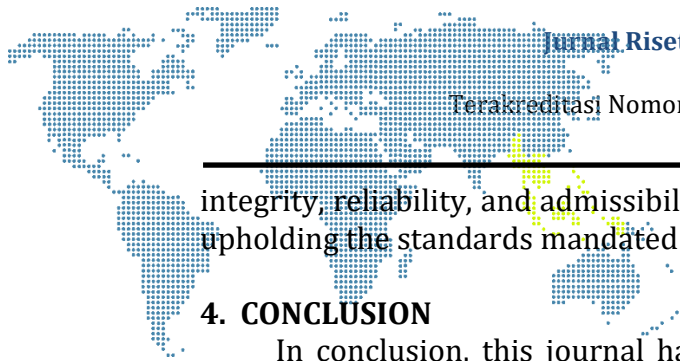 Jurnal Riset
Terakreditasi Nomor
integrity, reliability, and admissibil
upholding the standards mandated
4. CONCLUSION
In conclusion, this journal ha